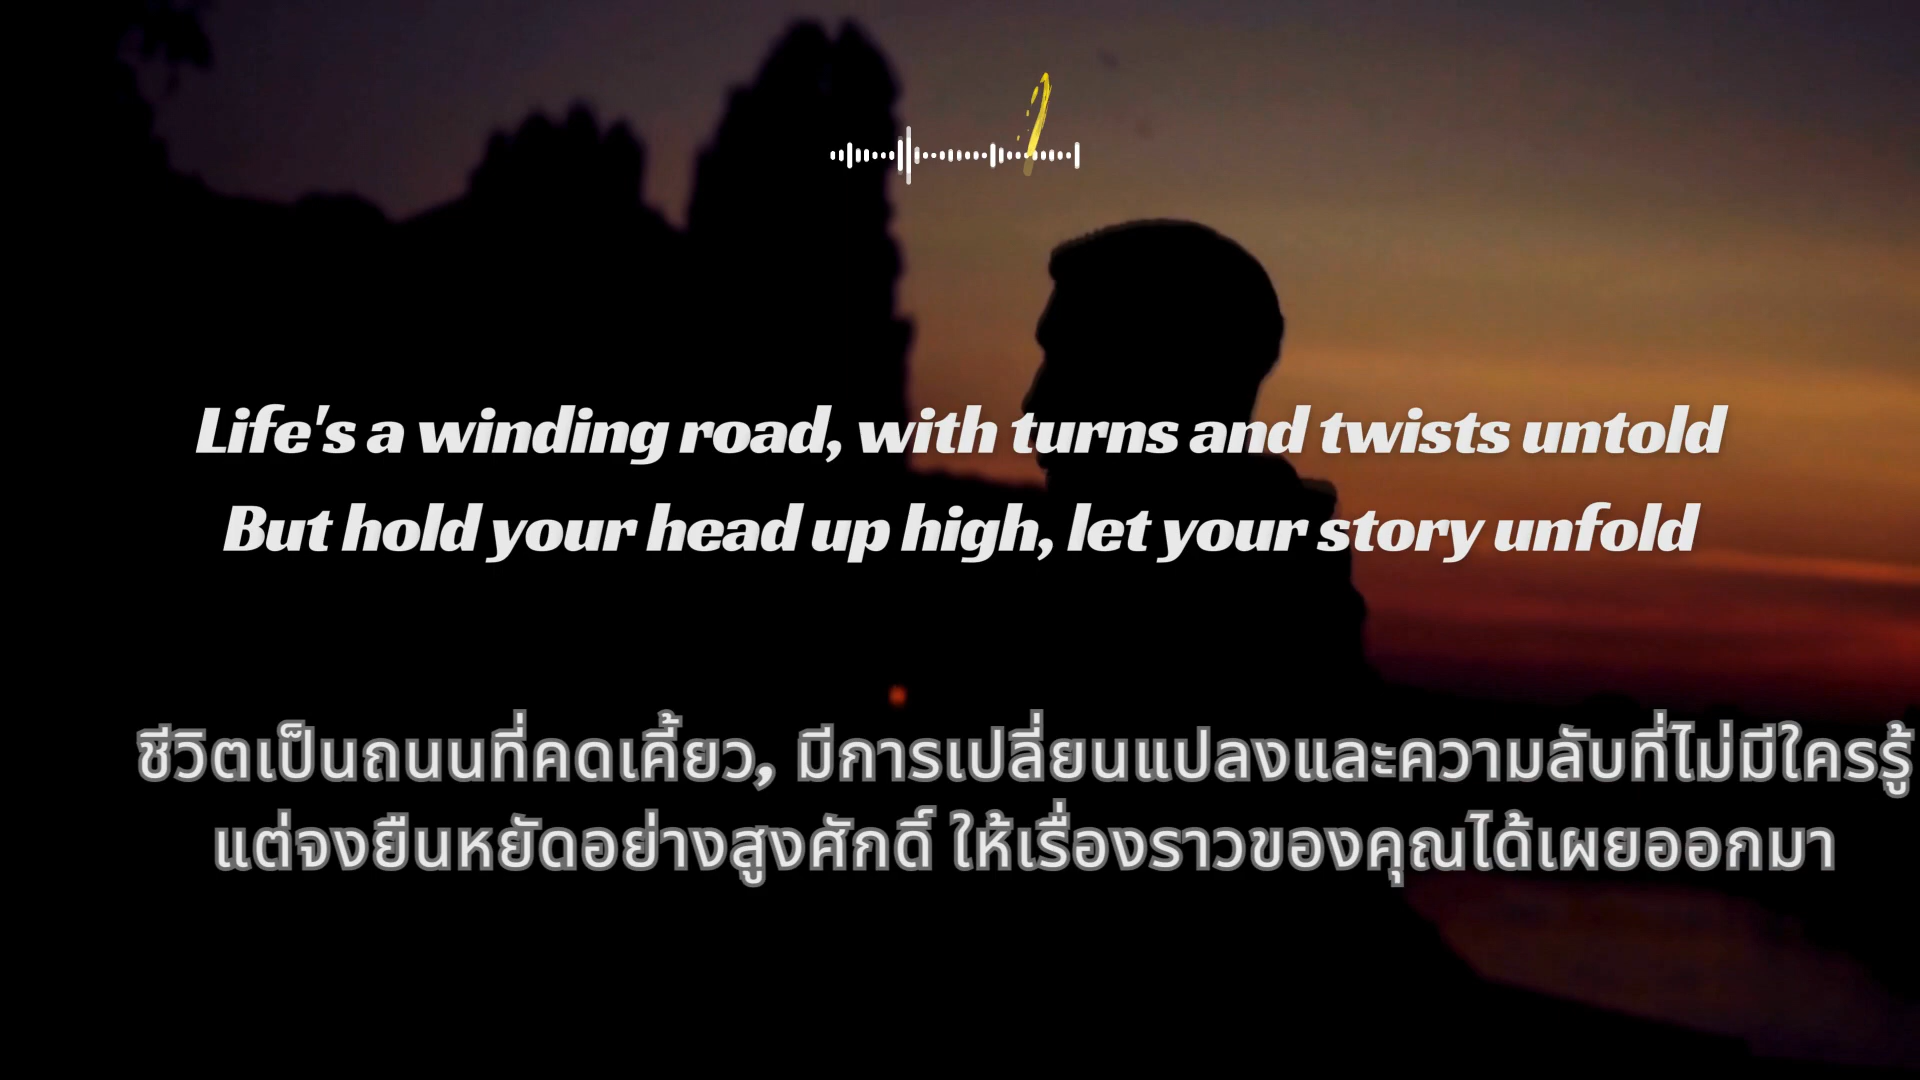 Life's a winding road, with turns and twists untold
But hold your head up high, let your story unfold
ชีวิตเป็นถนนที่คดเคี้ยว, มีการเปลี่ยนแปลงและความลับที่ไม่มีใครรู้
แต่จงยืนหยัดอย่างสูงศักดิ์ ให้เรื่องราวของคุณได้เผยออกมา